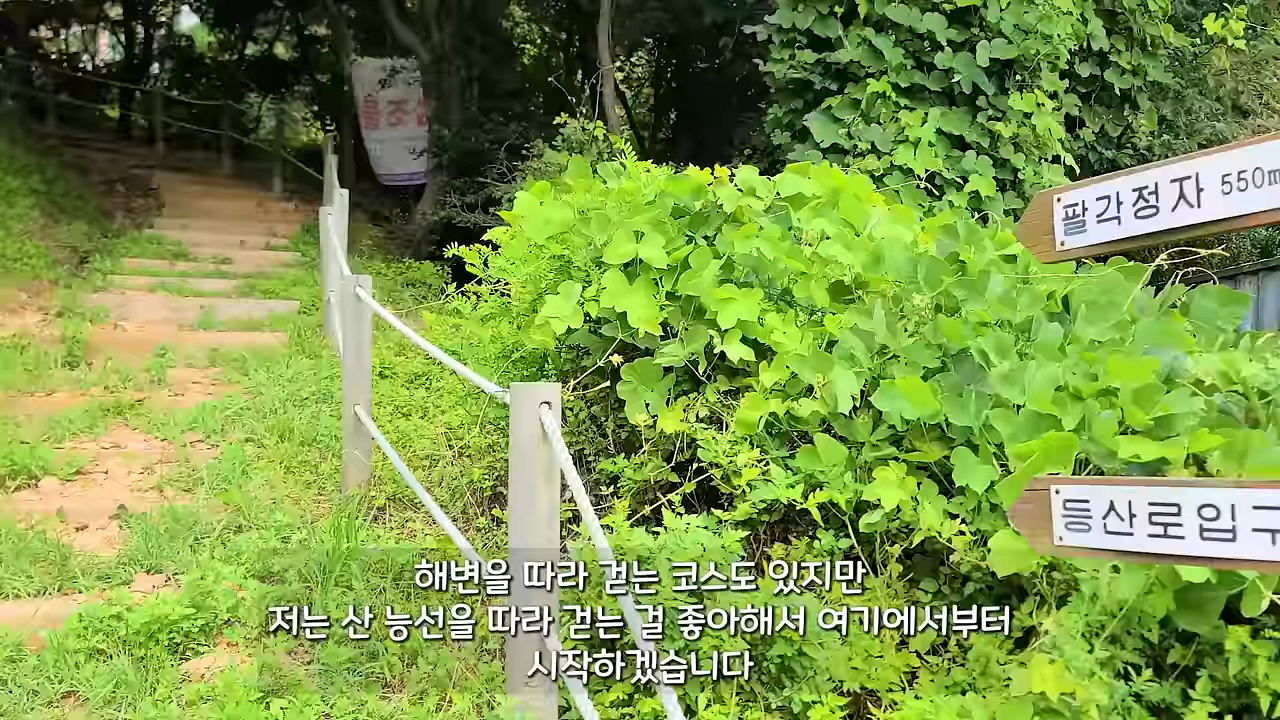 팔각정자 550m
등산로입구
해변을 따라 걷는 코스도 있지만
저는 산 능선을 따라 걷는 걸 좋아해서 여기에서부터
시작하겠습니다